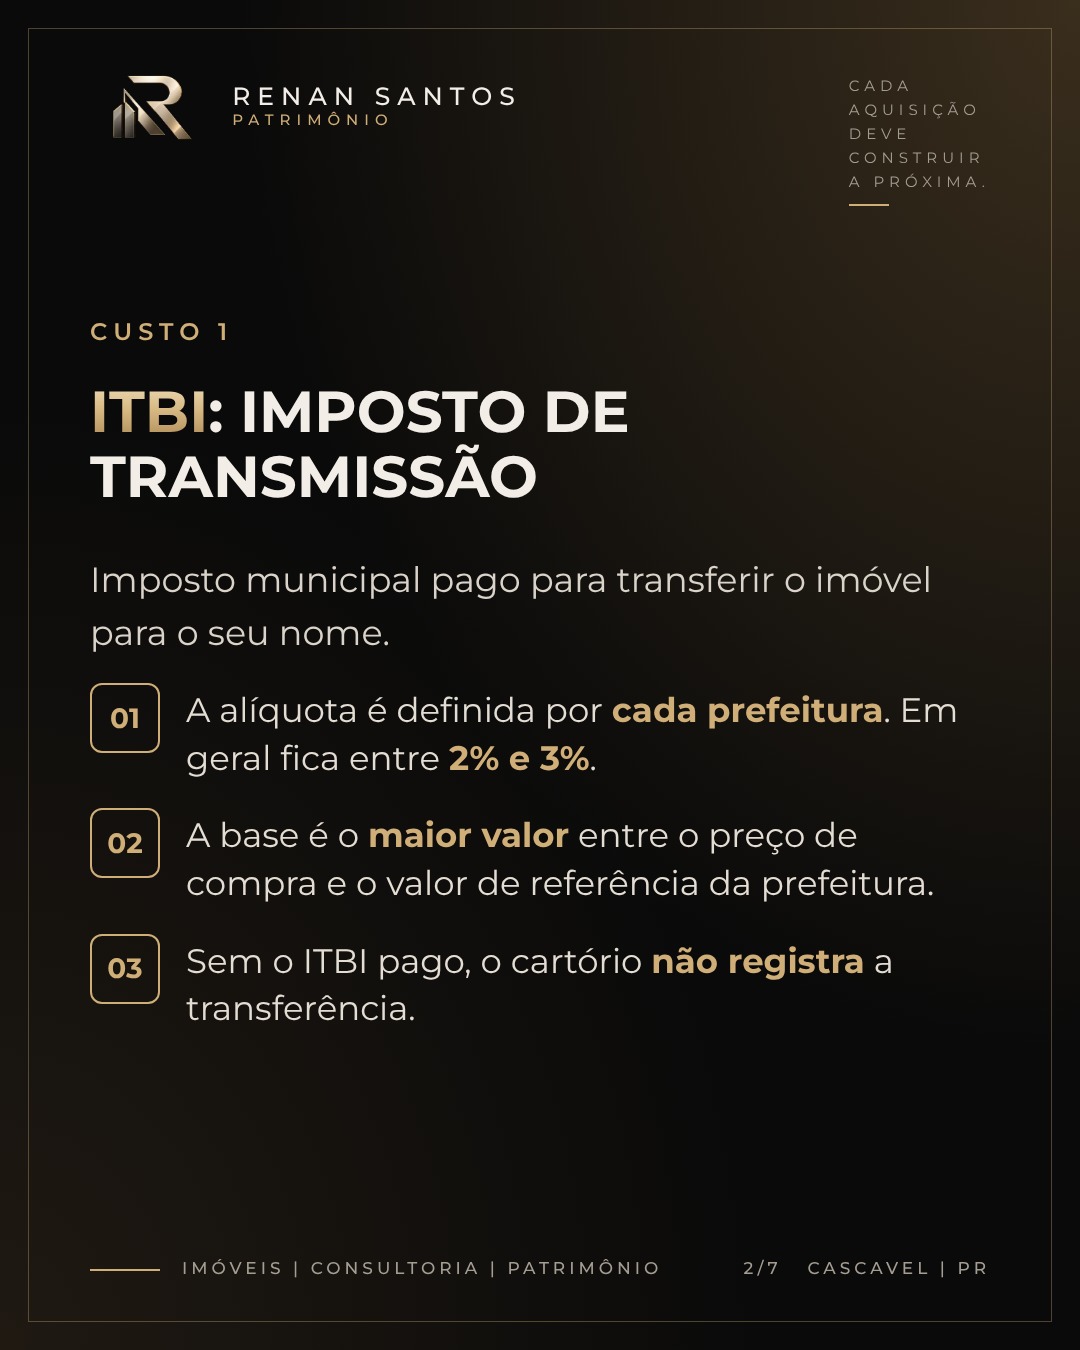 RENAN SANTOS
PATRIMÔNIO
CADA
AQUISIÇÃO
DEVE
CONSTRUIR
A PRÓXIMA.
CUSTO 1
ITBI: IMPOSTO DE
TRANSMISSÃO
Imposto municipal pago para transferir o imóvel
para o seu nome.
01
A alíquota é definida por cada prefeitura. Em
geral fica entre 2% e 3%.
02
A base é o maior valor entre o preço de
compra e o valor de referência da prefeitura.
03
Sem o ITBI pago, o cartório não registra a
transferência.
IMÓVEIS | CONSULTORIA | PATRIMÔNIO
2/7 CASCAVEL | PR